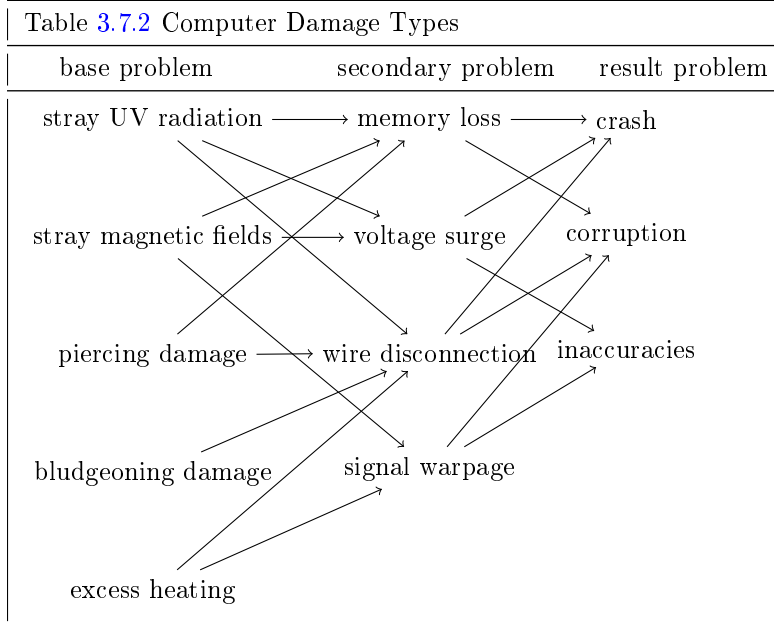 Table 3.7.2 Computer Damage Types
base problem secondary problem result problem
stray UV radiation memory loss crash
stray magnetic fields voltage surge corruption
piercing damage wire disconnection inaccuracies
bludgeoning damage signal warpage
excess heating